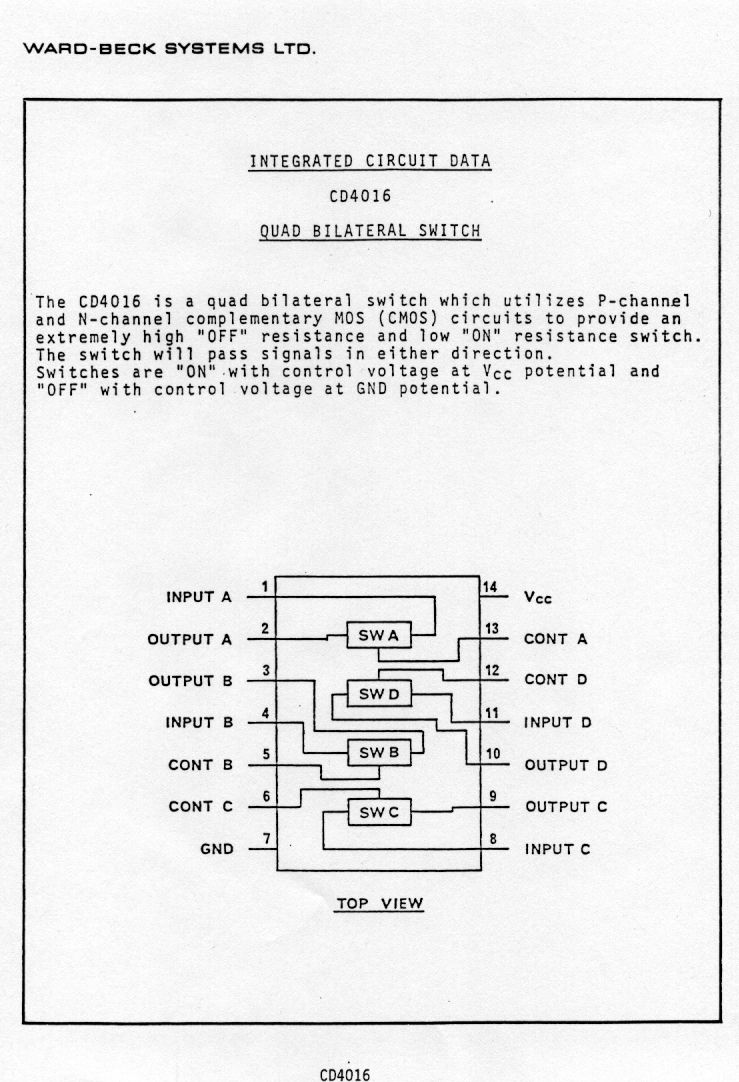 WARD-BECK SYSTEMS LTD.
INTEGRATED CIRCUIT DATA
CD4016
QUAD BILATERAL SWITCH
The CD4016 is a quad bilateral switch which utilizes P-channel
and N-channel complementary MOS (CMOS) circuits to provide an
extremely high "OFF" resistance and low "ON" resistance switch.
The switch will pass signals in either direction.
Switches are "ON" with control voltage at VCC potential and
"OFF" with control voltage at GND potential.
INPUT A 1 14 Vcc
OUTPUT A 2 SW A 13 CONT A
OUTPUT B 3 12 CONT D
SW D
INPUT B 4 11 INPUT D
CONT B 5 SW B 10 OUTPUT D
CONT C 6 SW C 9 OUTPUT C
GND 7 8 INPUT C
TOP VIEW
CD4016